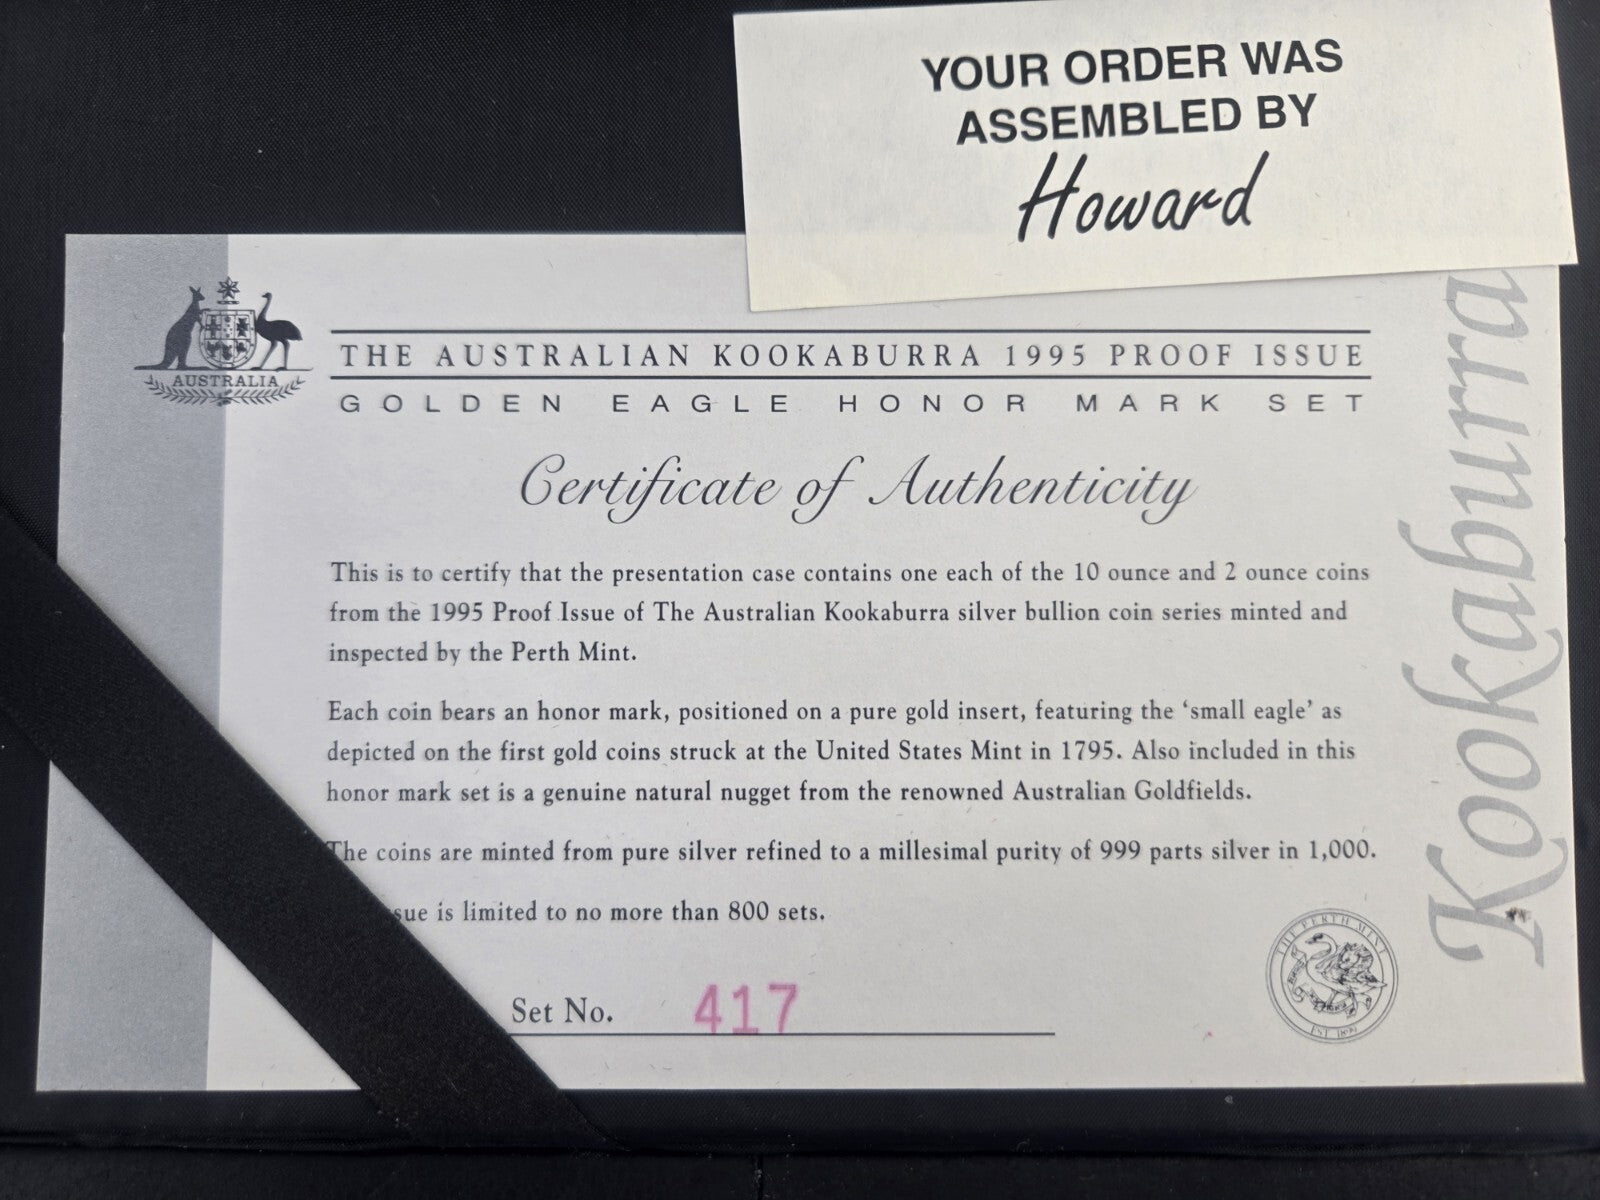 YOUR ORDER WAS
ASSEMBLED BY
Howard
AUSTRALIA
THE AUSTRALIAN KOOKABURRA 1995 PROOF ISSUE
GOLDEN EAGLE HONOR MARK SET
Certificate of Authenticity
This is to certify that the presentation case contains one each of the 10 ounce and 2 ounce coins
from the 1995 Proof Issue of The Australian Kookaburra silver bullion coin series minted and
inspected by the Perth Mint.
Each coin bears an honor mark, positioned on a pure gold insert, featuring the ‘small eagle’ as
depicted on the first gold coins struck at the United States Mint in 1795. Also included in this
honor mark set is a genuine natural nugget from the renowned Australian Goldfields.
The coins are minted from pure silver refined to a millesimal purity of 999 parts silver in 1,000.
sue is limited to no more than 800 sets.
Set No. 417
THE PERTH MINT
EST 1899
Kookaburra